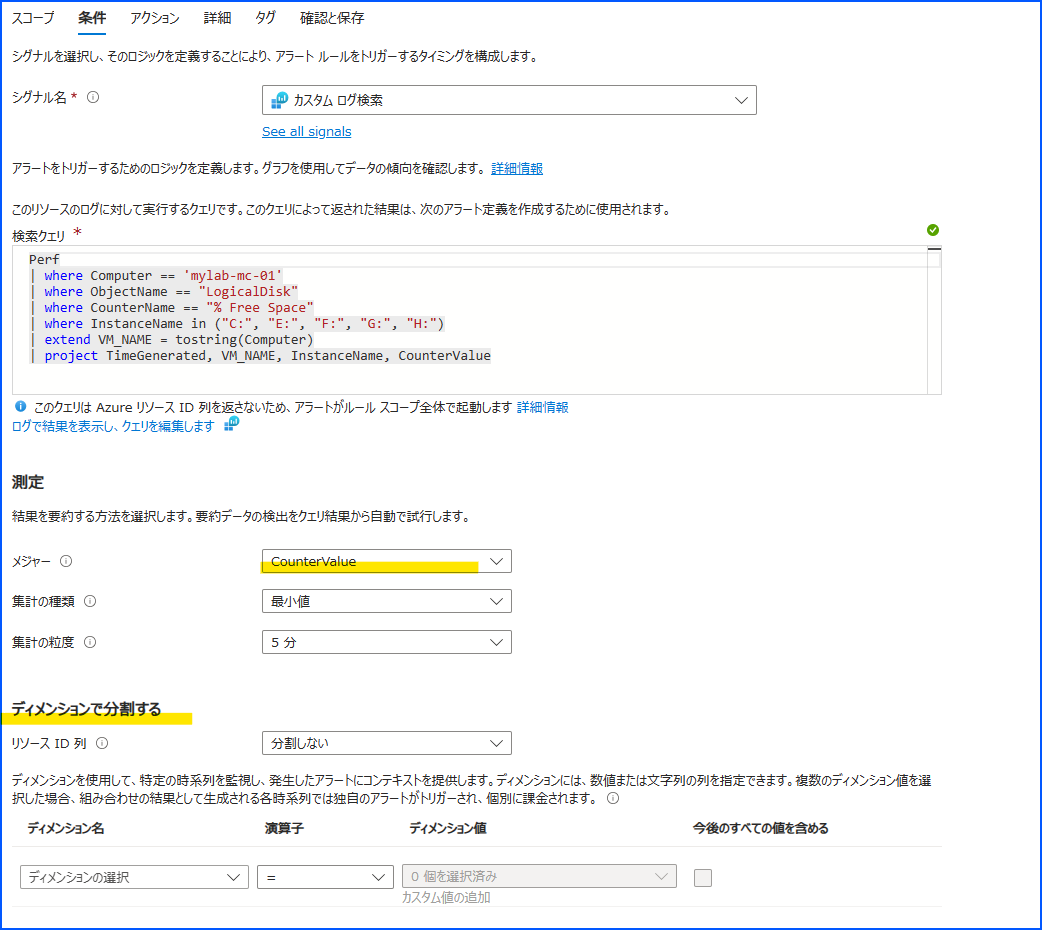 スコープ 条件 アクション 詳細 タグ 確認と保存
シグナルを選択し、そのロジックを定義することにより、アラート ルールをトリガーするタイミングを構成します。
シグナル名 * カスタム ログ検索
See all signals
アラートをトリガーするためのロジックを定義します。グラフを使用してデータの傾向を確認します。 詳細情報
このリソースのログに対して実行するクエリです。このクエリによって返された結果は、次のアラート定義を作成するために使用されます。
検索クエリ *
Perf
| where Computer == 'mylab-mc-01'
| where ObjectName == "LogicalDisk"
| where CounterName == "% Free Space"
| where InstanceName in ("C:", "E:", "F:", "G:", "H:")
| extend VM_NAME = tostring(Computer)
| project TimeGenerated, VM_NAME, InstanceName, CounterValue
このクエリは Azure リソース ID 列を返さないため、アラートがルール スコープ全体で起動します 詳細情報
ログで結果を表示し、クエリを編集します
測定
結果を要約する方法を選択します。要約データの検出をクエリ結果から自動で試行します。
メジャー CounterValue
集計の種類 最小値
集計の粒度 5 分
ディメンションで分割する
リソース ID 列 分割しない
ディメンションを使用して、特定の時系列を監視し、発生したアラートにコンテキストを提供します。ディメンションには、数値または文字列の列を指定できます。複数のディメンション値を選
択した場合、組み合わせの結果として生成される各時系列では独自のアラートがトリガーされ、個別に課金されます。
ディメンション名 演算子 ディメンション値 今後のすべての値を含める
ディメンションの選択 = 0 個を選択済み
カスタム値の追加